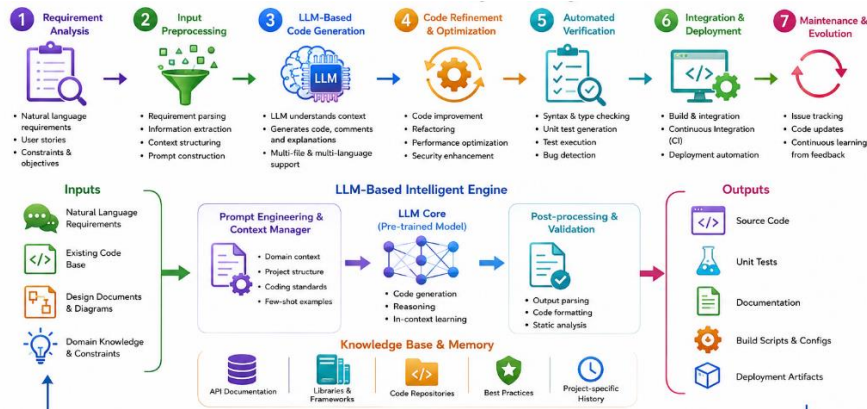 1 Requirement
Analysis
• Natural language
requirements
• User stories
• Constraints &
objectives
2 Input
Preprocessing
• Requirement parsing
• Information extraction
• Context structuring
• Prompt construction
3 LLM-Based
Code Generation
LLM
• LLM understands context
• Generates code, comments
and explanations
• Multi-file & multi-language
support
4 Code Refinement
& Optimization
• Code improvement
• Refactoring
• Performance optimization
• Security enhancement
5 Automated
Verification
• Syntax & type checking
• Unit test generation
• Test execution
• Bug detection
6 Integration &
Deployment
</>
• Build & integration
• Continuous Integration
(CI)
• Deployment automation
7 Maintenance &
Evolution
• Issue tracking
• Code updates
• Continuous learning
from feedback
Inputs
Natural Language
Requirements
</>
Existing Code
Base
Design Documents
& Diagrams
Domain Knowledge
& Constraints
LLM-Based Intelligent Engine
Prompt Engineering &
Context Manager
• Domain context
• Project structure
• Coding standards
• Few-shot examples
LLM Core
(Pre-trained Model)
• Code generation
• Reasoning
• In-context learning
Post-processing &
Validation
• Output parsing
• Code formatting
• Static analysis
Knowledge Base & Memory
API Documentation
Libraries &
Frameworks
</>
Code Repositories
Best Practices
Project-specific
History
Outputs
</>
Source Code
Unit Tests
Documentation
Build Scripts & Configs
Deployment Artifacts